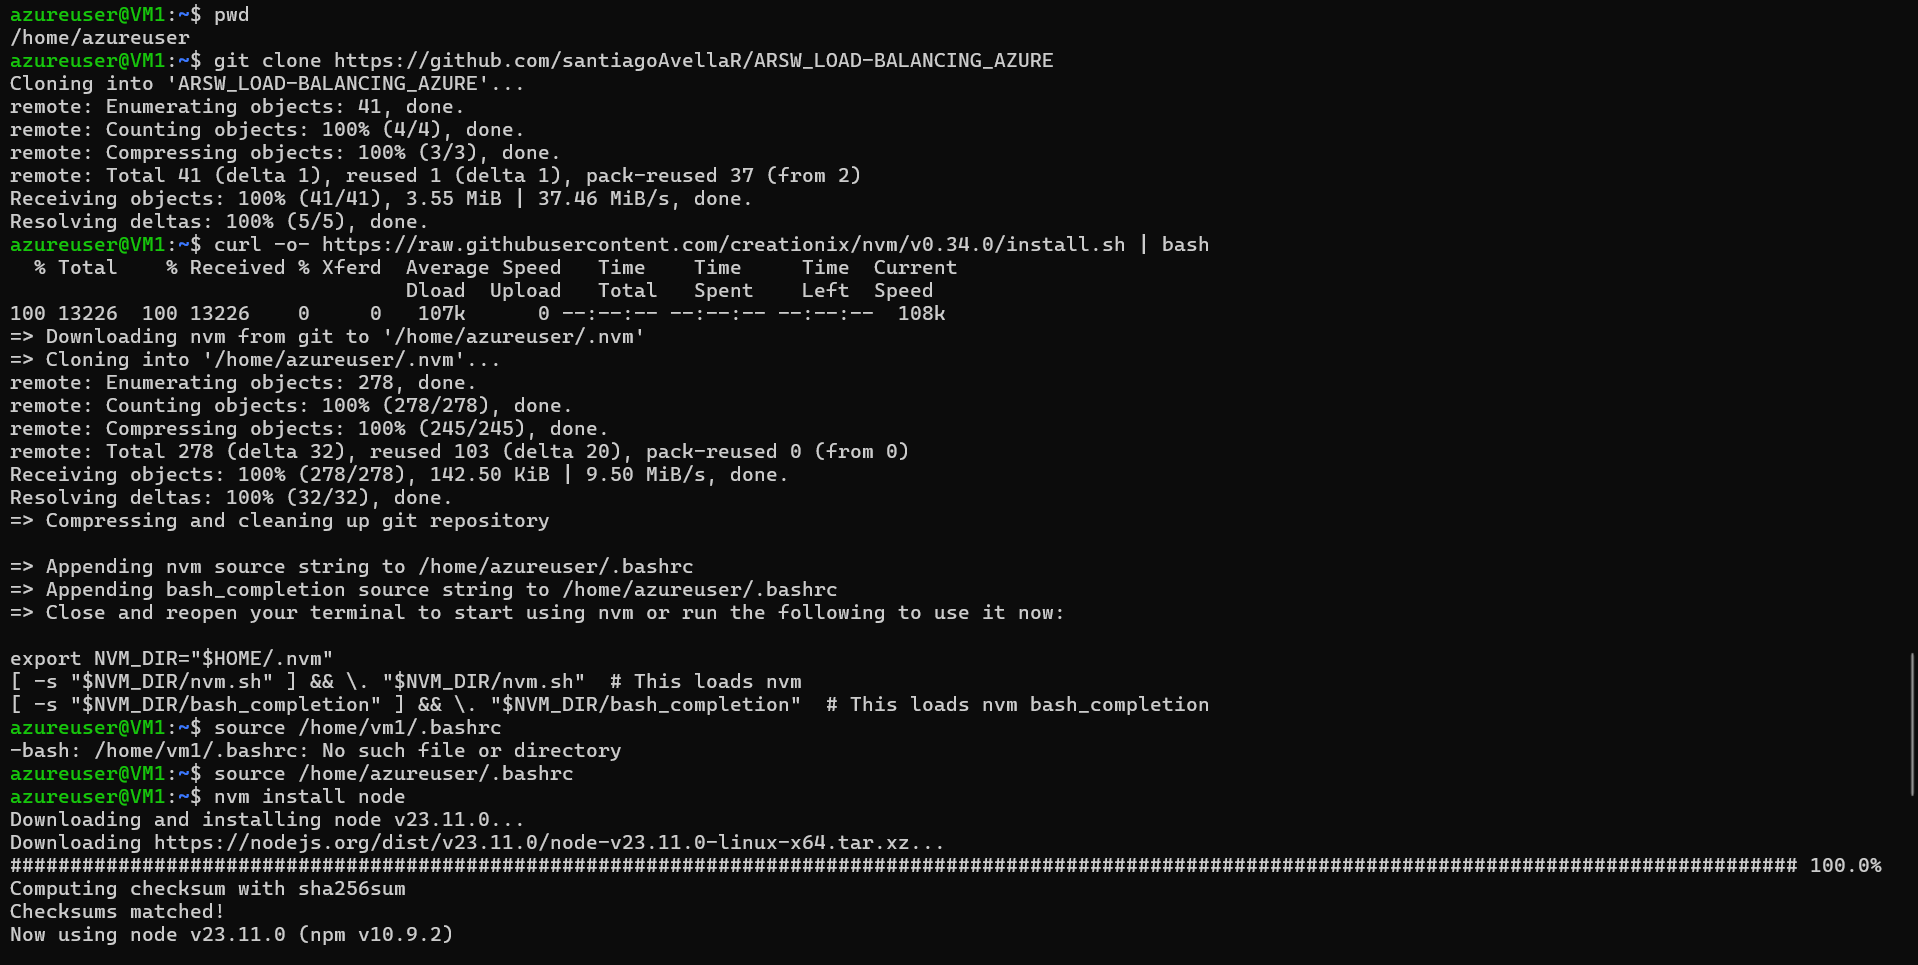 azureuser@VM1:~$ pwd
/home/azureuser
azureuser@VM1:~$ git clone https://github.com/santiagoAvellaR/ARSW_LOAD-BALANCING_AZURE
Cloning into 'ARSW_LOAD-BALANCING_AZURE'...
remote: Enumerating objects: 41, done.
remote: Counting objects: 100% (4/4), done.
remote: Compressing objects: 100% (3/3), done.
remote: Total 41 (delta 1), reused 1 (delta 1), pack-reused 37 (from 2)
Receiving objects: 100% (41/41), 3.55 MiB | 37.46 MiB/s, done.
Resolving deltas: 100% (5/5), done.
azureuser@VM1:~$ curl -o- https://raw.githubusercontent.com/creationix/nvm/v0.34.0/install.sh | bash
  % Total    % Received % Xferd  Average Speed   Time    Time     Time  Current
                                 Dload  Upload   Total   Spent    Left  Speed
100 13226  100 13226    0     0   107k      0 --:--:-- --:--:-- --:--:--  108k
=> Downloading nvm from git to '/home/azureuser/.nvm'
=> Cloning into '/home/azureuser/.nvm'...
remote: Enumerating objects: 278, done.
remote: Counting objects: 100% (278/278), done.
remote: Compressing objects: 100% (245/245), done.
remote: Total 278 (delta 32), reused 103 (delta 20), pack-reused 0 (from 0)
Receiving objects: 100% (278/278), 142.50 KiB | 9.50 MiB/s, done.
Resolving deltas: 100% (32/32), done.
=> Compressing and cleaning up git repository

=> Appending nvm source string to /home/azureuser/.bashrc
=> Appending bash_completion source string to /home/azureuser/.bashrc
=> Close and reopen your terminal to start using nvm or run the following to use it now:

export NVM_DIR="$HOME/.nvm"
[ -s "$NVM_DIR/nvm.sh" ] && \. "$NVM_DIR/nvm.sh"  # This loads nvm
[ -s "$NVM_DIR/bash_completion" ] && \. "$NVM_DIR/bash_completion"  # This loads nvm bash_completion
azureuser@VM1:~$ source /home/vm1/.bashrc
-bash: /home/vm1/.bashrc: No such file or directory
azureuser@VM1:~$ source /home/azureuser/.bashrc
azureuser@VM1:~$ nvm install node
Downloading and installing node v23.11.0...
Downloading https://nodejs.org/dist/v23.11.0/node-v23.11.0-linux-x64.tar.xz...
##################################################################################################################################################### 100.0%
Computing checksum with sha256sum
Checksums matched!
Now using node v23.11.0 (npm v10.9.2)